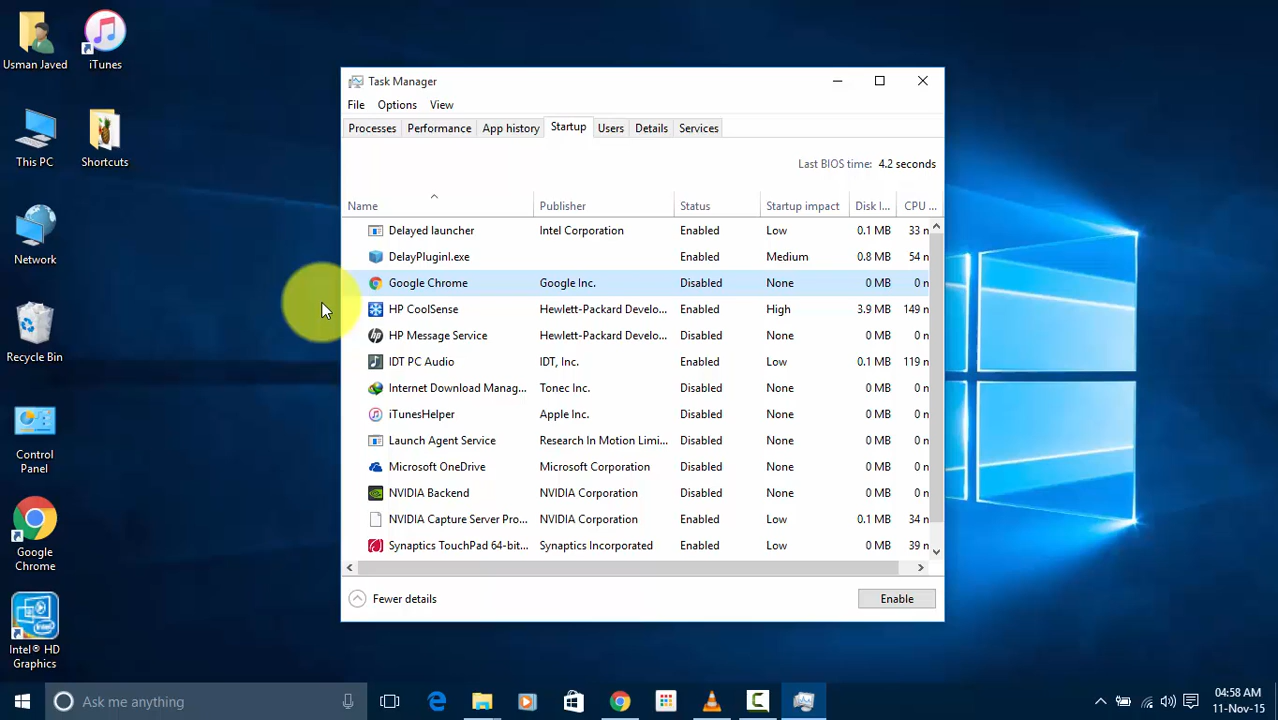 Usman Javed
iTunes
This PC
Shortcuts
Network
Recycle Bin
Control
Panel
Google
Chrome
Intel® HD
Graphics
Task Manager
File Options View
Processes Performance App history Startup Users Details Services
Last BIOS time: 4.2 seconds
Name Publisher Status Startup impact Disk I... CPU ...
Delayed launcher Intel Corporation Enabled Low 0.1 MB 33 n
DelayPluginI.exe Enabled Medium 0.8 MB 54 n
Google Chrome Google Inc. Disabled None 0 MB 0 n
HP CoolSense Hewlett-Packard Develo... Enabled High 3.9 MB 149 n
HP Message Service Hewlett-Packard Develo... Disabled None 0 MB 0 n
IDT PC Audio IDT, Inc. Enabled Low 0.1 MB 119 n
Internet Download Manag... Tonec Inc. Disabled None 0 MB 0 n
iTunesHelper Apple Inc. Disabled None 0 MB 0 n
Launch Agent Service Research In Motion Limi... Disabled None 0 MB 0 n
Microsoft OneDrive Microsoft Corporation Disabled None 0 MB 0 n
NVIDIA Backend NVIDIA Corporation Disabled None 0 MB 0 n
NVIDIA Capture Server Pro... NVIDIA Corporation Enabled Low 0.1 MB 34 n
Synaptics TouchPad 64-bit... Synaptics Incorporated Enabled Low 0 MB 39 n
Fewer details
Enable
Ask me anything
04:58 AM
11-Nov-15